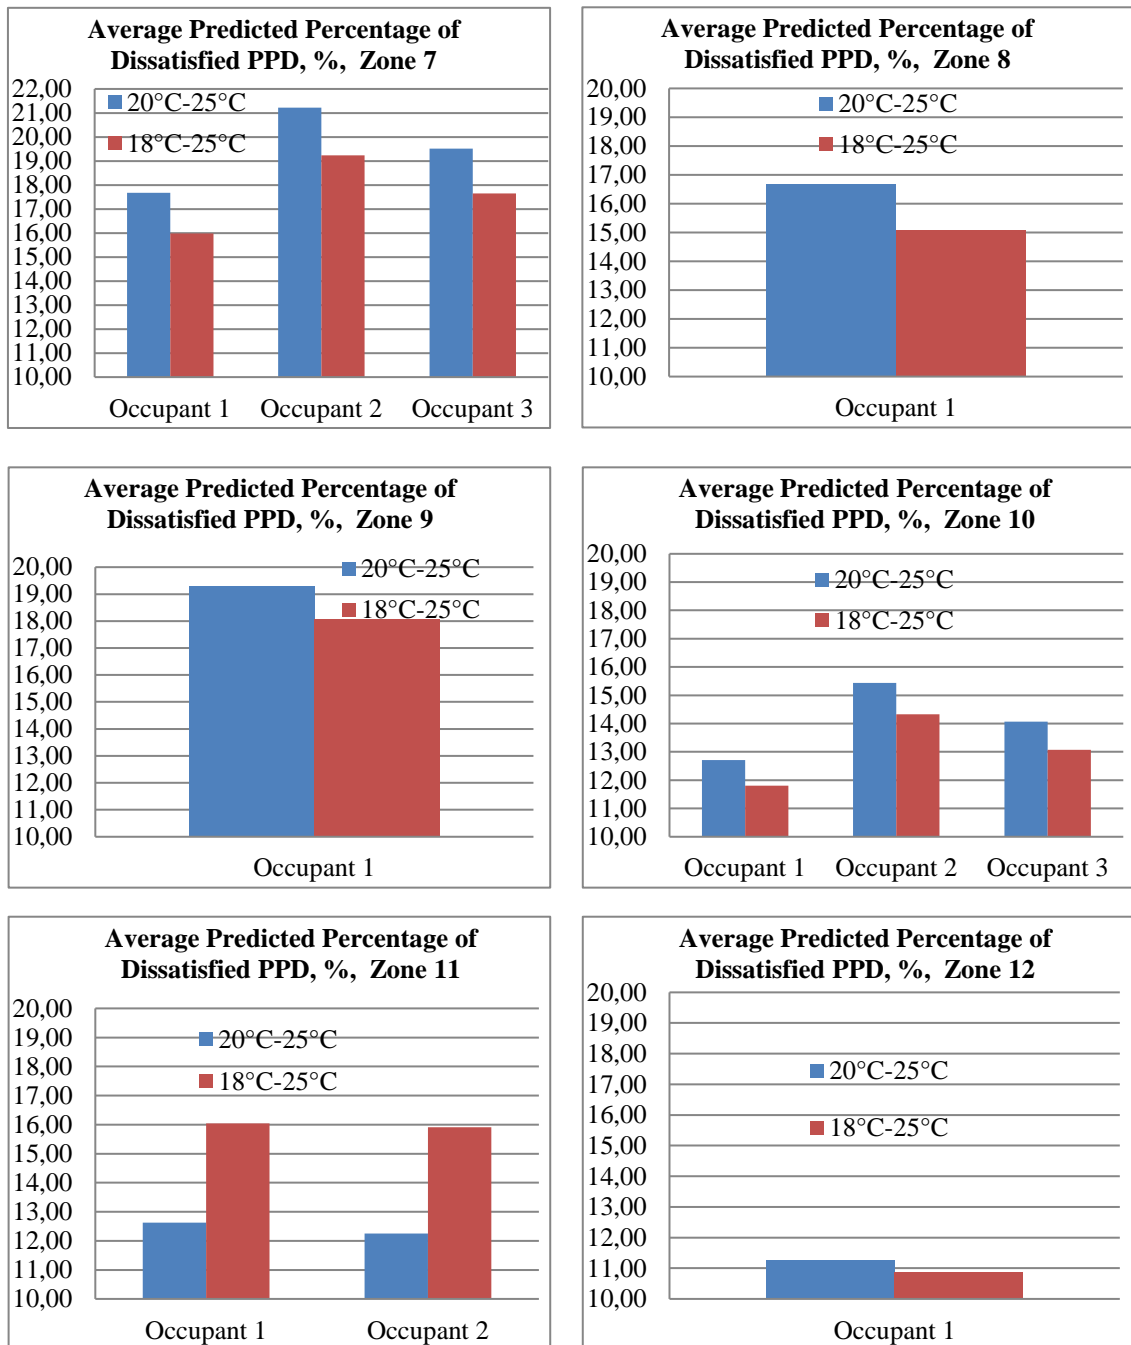 Average Predicted Percentage of
Dissatisfied PPD, %, Zone 7
22,00
21,00
20,00
19,00
18,00
17,00
16,00
15,00
14,00
13,00
12,00
11,00
10,00
20°C-25°C
18°C-25°C
Occupant 1 Occupant 2 Occupant 3
Average Predicted Percentage of
Dissatisfied PPD, %, Zone 8
20,00
19,00
18,00
17,00
16,00
15,00
14,00
13,00
12,00
11,00
10,00
20°C-25°C
18°C-25°C
Occupant 1
Average Predicted Percentage of
Dissatisfied PPD, %, Zone 9
20,00
19,00
18,00
17,00
16,00
15,00
14,00
13,00
12,00
11,00
10,00
20°C-25°C
18°C-25°C
Occupant 1
Average Predicted Percentage of
Dissatisfied PPD, %, Zone 10
20,00
19,00
18,00
17,00
16,00
15,00
14,00
13,00
12,00
11,00
10,00
20°C-25°C
18°C-25°C
Occupant 1 Occupant 2 Occupant 3
Average Predicted Percentage of
Dissatisfied PPD, %, Zone 11
20,00
19,00
18,00
17,00
16,00
15,00
14,00
13,00
12,00
11,00
10,00
20°C-25°C
18°C-25°C
Occupant 1 Occupant 2
Average Predicted Percentage of
Dissatisfied PPD, %, Zone 12
20,00
19,00
18,00
17,00
16,00
15,00
14,00
13,00
12,00
11,00
10,00
20°C-25°C
18°C-25°C
Occupant 1